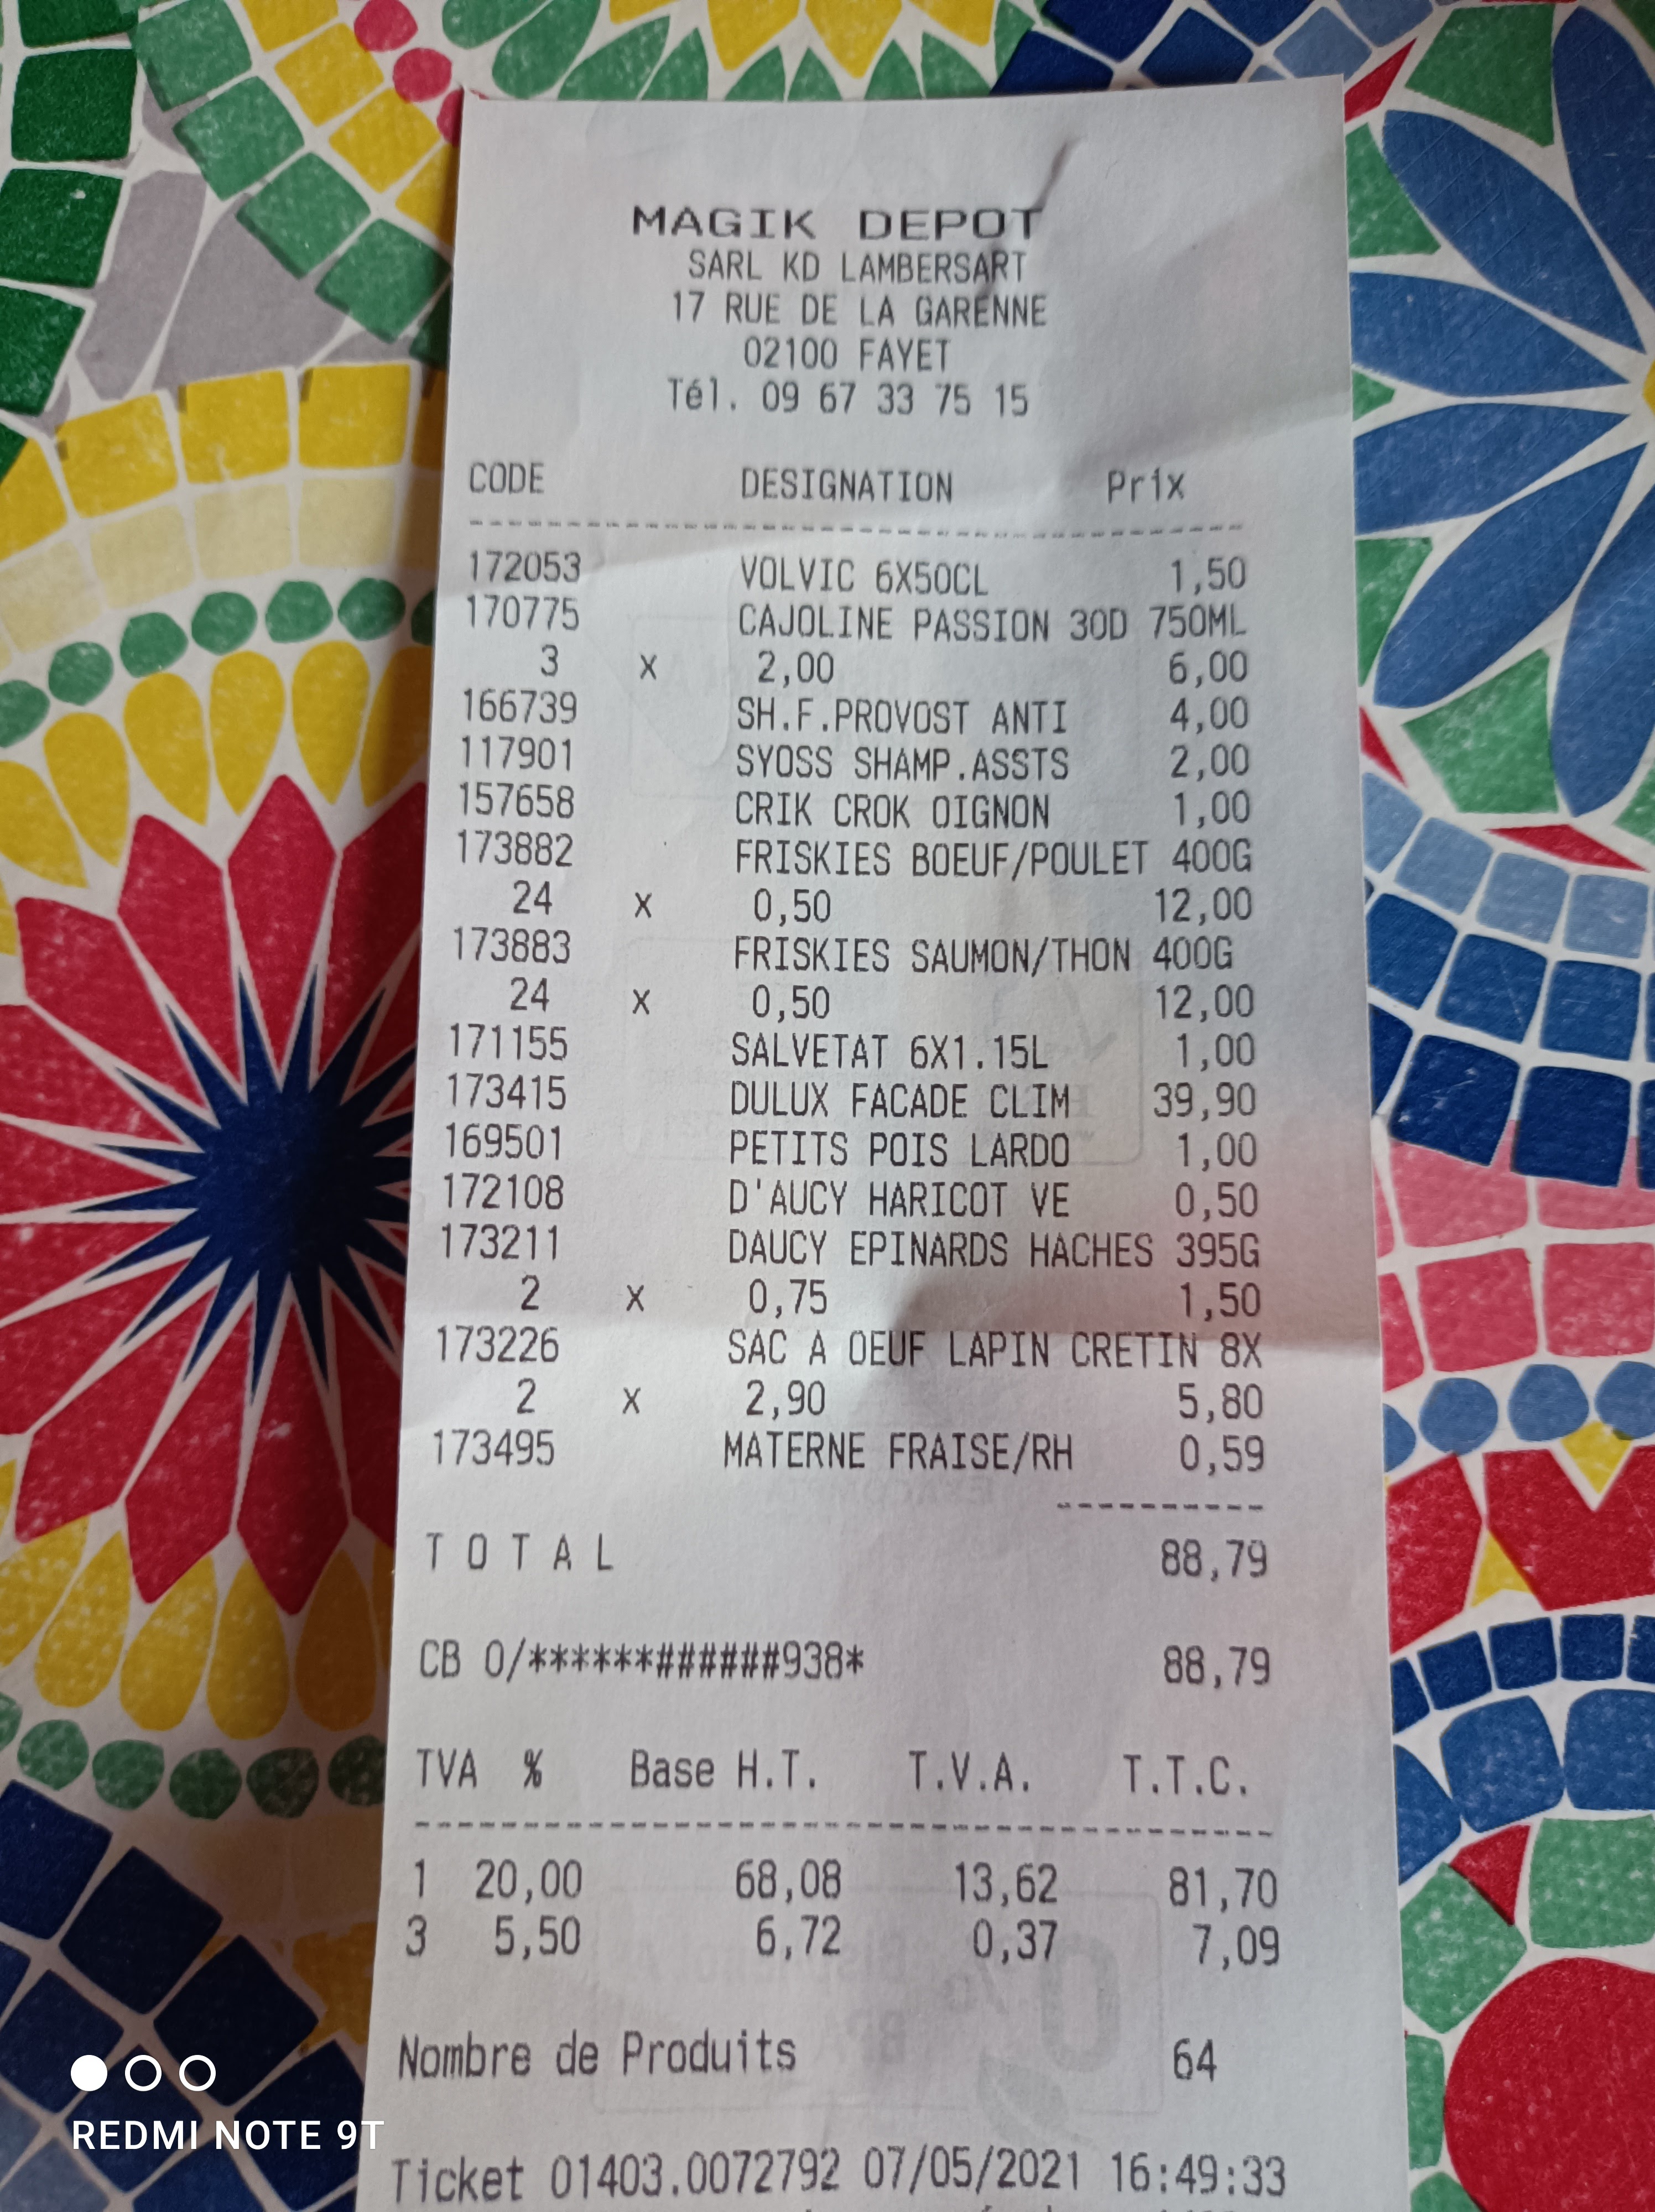 MAGIK DEPOT
SARL KD LAMBERSART
17 RUE DE LA GARENNE
02100 FAYET
Tél. 09 67 33 75 15
CODE DESIGNATION Prix
172053 VOLVIC 6X50CL 1,50
170775 CAJOLINE PASSION 30D 750ML
3 x 2,00 6,00
166739 SH.F.PROVOST ANTI 4,00
117901 SYOSS SHAMP.ASSTS 2,00
157658 CRIK CROK OIGNON 1,00
173882 FRISKIES BOEUF/POULET 400G
24 x 0,50 12,00
173883 FRISKIES SAUMON/THON 400G
24 x 0,50 12,00
171155 SALVETAT 6X1.15L 1,00
173415 DULUX FACADE CLIM 39,90
169501 PETITS POIS LARDO 1,00
172108 D'AUCY HARICOT VE 0,50
173211 DAUCY EPINARDS HACHES 395G
2 x 0,75 1,50
173226 SAC A OEUF LAPIN CRETIN 8X
2 x 2,90 5,80
173495 MATERNE FRAISE/RH 0,59
TOTAL 88,79
CB 0/******######938* 88,79
TVA % Base H.T. T.V.A. T.T.C.
1 20,00 68,08 13,62 81,70
3 5,50 6,72 0,37 7,09
Nombre de Produits 64
Ticket 01403.0072792 07/05/2021 16:49:33
REDMI NOTE 9T